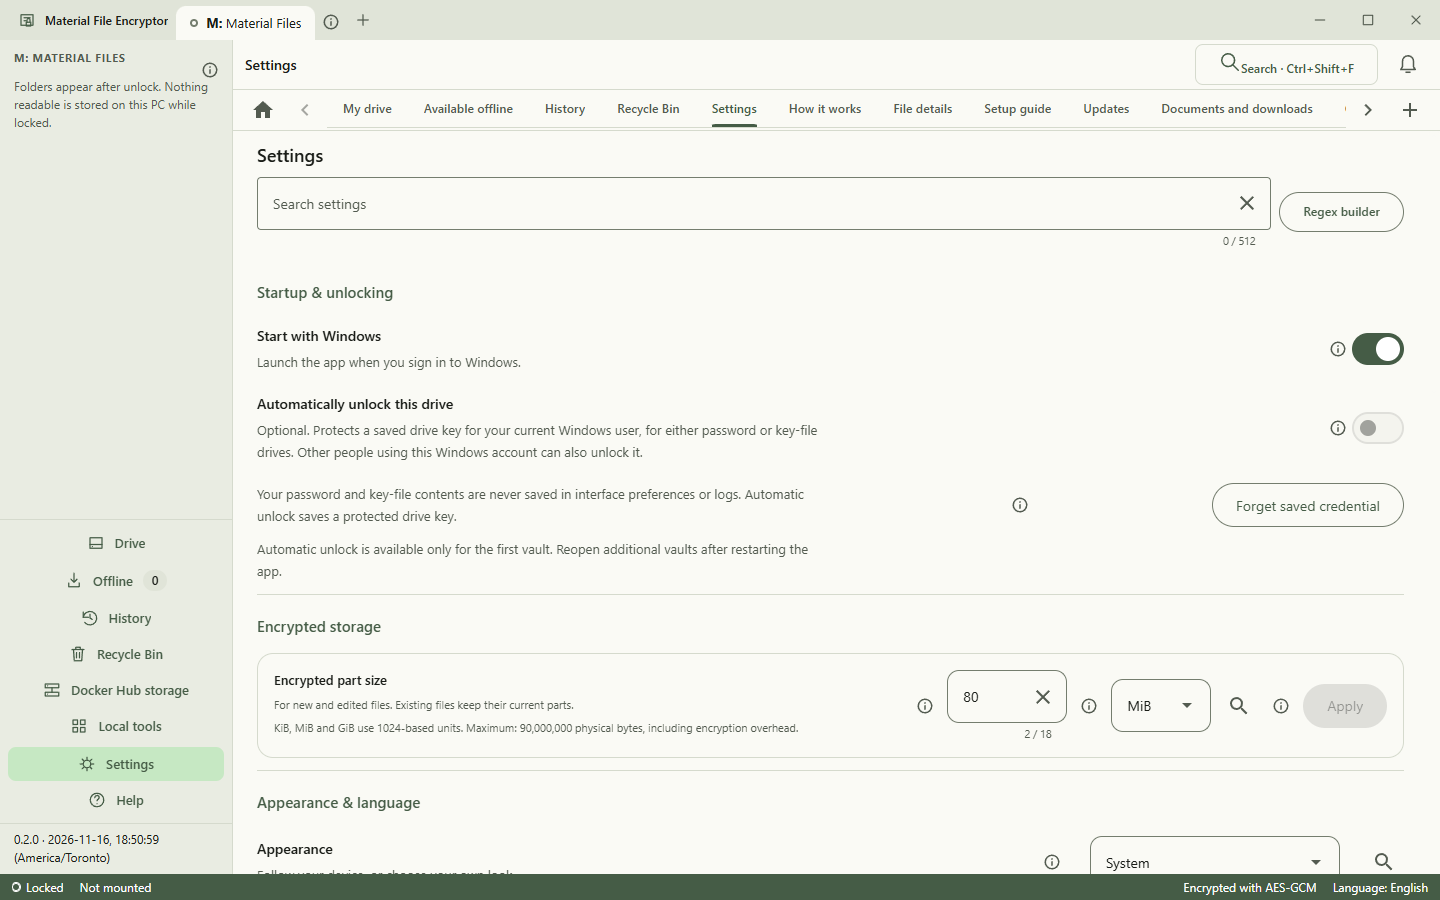 Material File Encryptor
M: Material Files
M: MATERIAL FILES
Folders appear after unlock. Nothing
readable is stored on this PC while
locked.
Settings
Search · Ctrl+Shift+F
My drive
Available offline
History
Recycle Bin
Settings
How it works
File details
Setup guide
Updates
Documents and downloads
Settings
Search settings
0 / 512
Regex builder
Startup & unlocking
Start with Windows
Launch the app when you sign in to Windows.
Automatically unlock this drive
Optional. Protects a saved drive key for your current Windows user, for either password or key-file
drives. Other people using this Windows account can also unlock it.
Your password and key-file contents are never saved in interface preferences or logs. Automatic
unlock saves a protected drive key.
Forget saved credential
Automatic unlock is available only for the first vault. Reopen additional vaults after restarting the
app.
Encrypted storage
Encrypted part size
For new and edited files. Existing files keep their current parts.
KiB, MiB and GiB use 1024-based units. Maximum: 90,000,000 physical bytes, including encryption overhead.
80
2 / 18
MiB
Apply
Appearance & language
Appearance
Follow your device, or choose your own look.
System
Drive
Offline 0
History
Recycle Bin
Docker Hub storage
Local tools
Settings
Help
0.2.0 · 2026-11-16, 18:50:59
(America/Toronto)
Locked
Not mounted
Encrypted with AES-GCM
Language: English